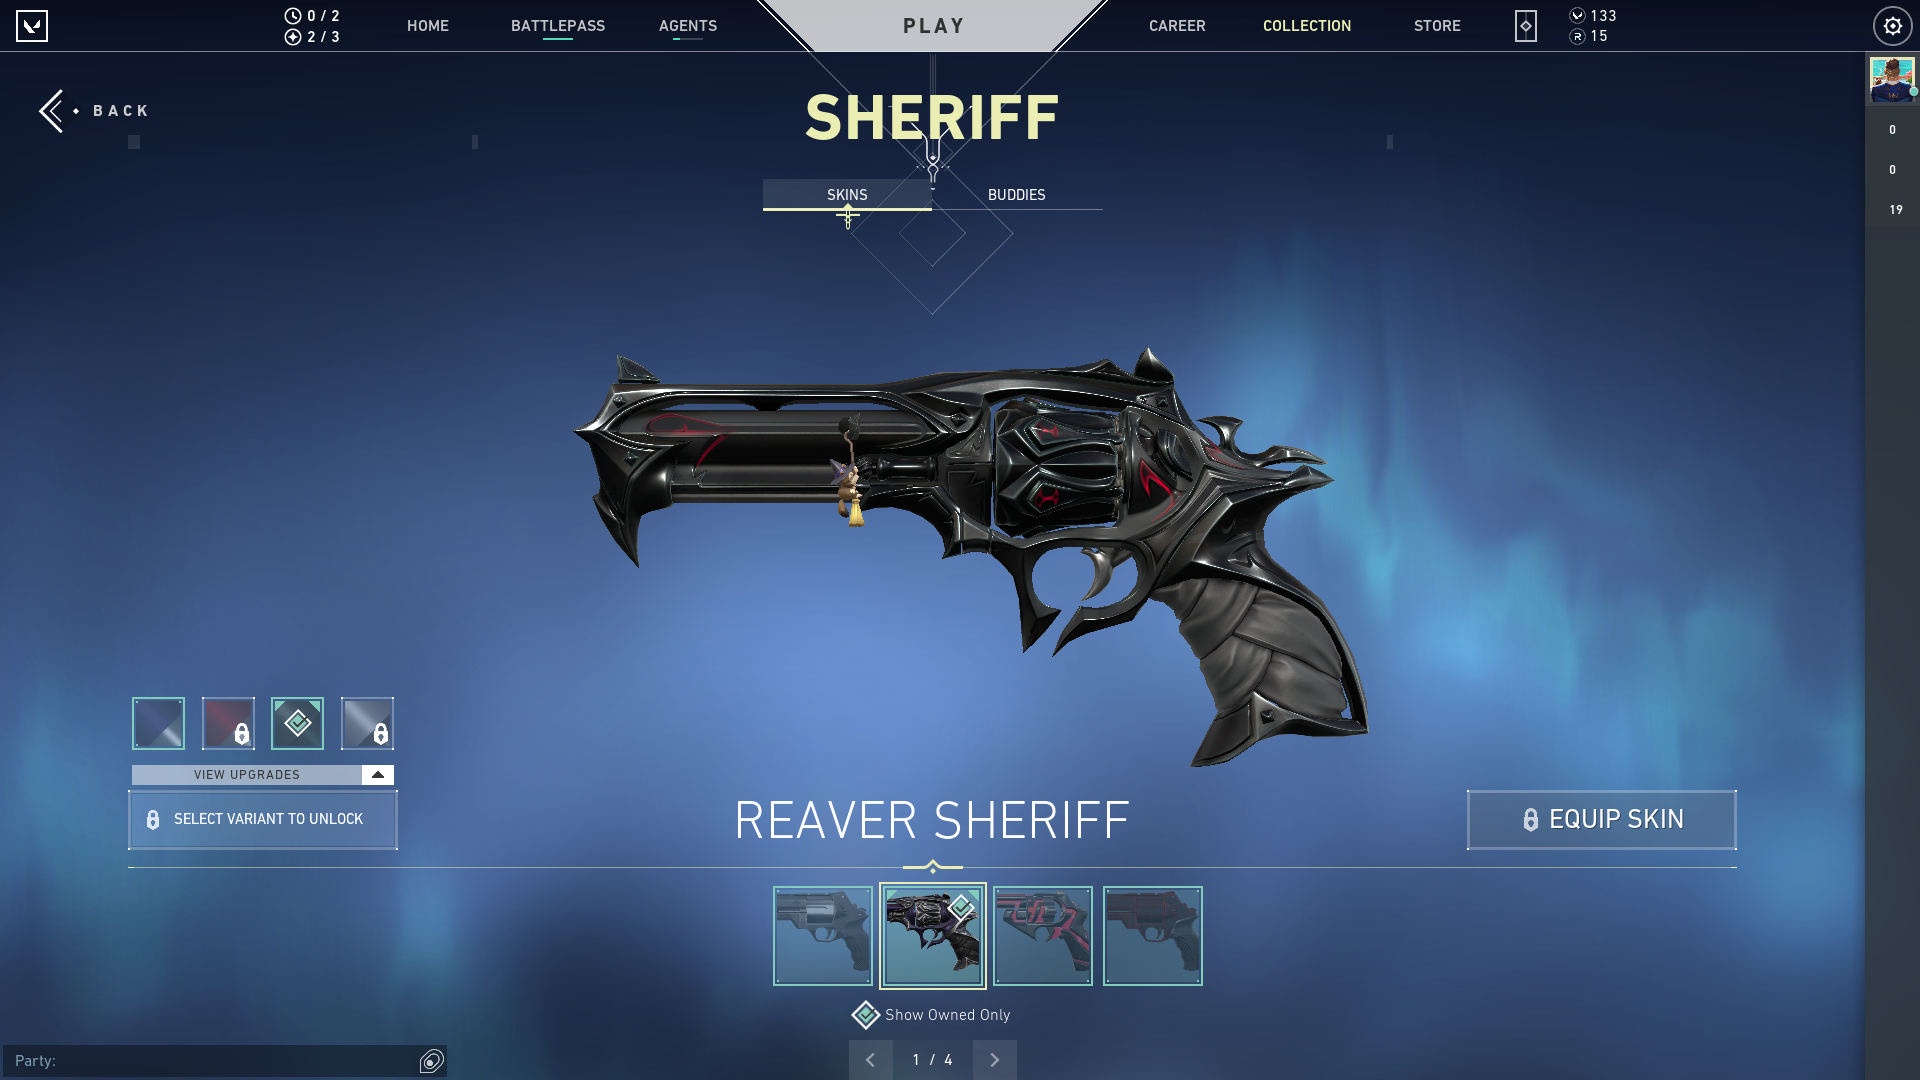 0 / 2
2 / 3
HOME
BATTLEPASS
AGENTS
PLAY
CAREER
COLLECTION
STORE
133
R 15
BACK
SHERIFF
SKINS
BUDDIES
0
0
19
VIEW UPGRADES
SELECT VARIANT TO UNLOCK
REAVER SHERIFF
EQUIP SKIN
Show Owned Only
Party:
1 / 4